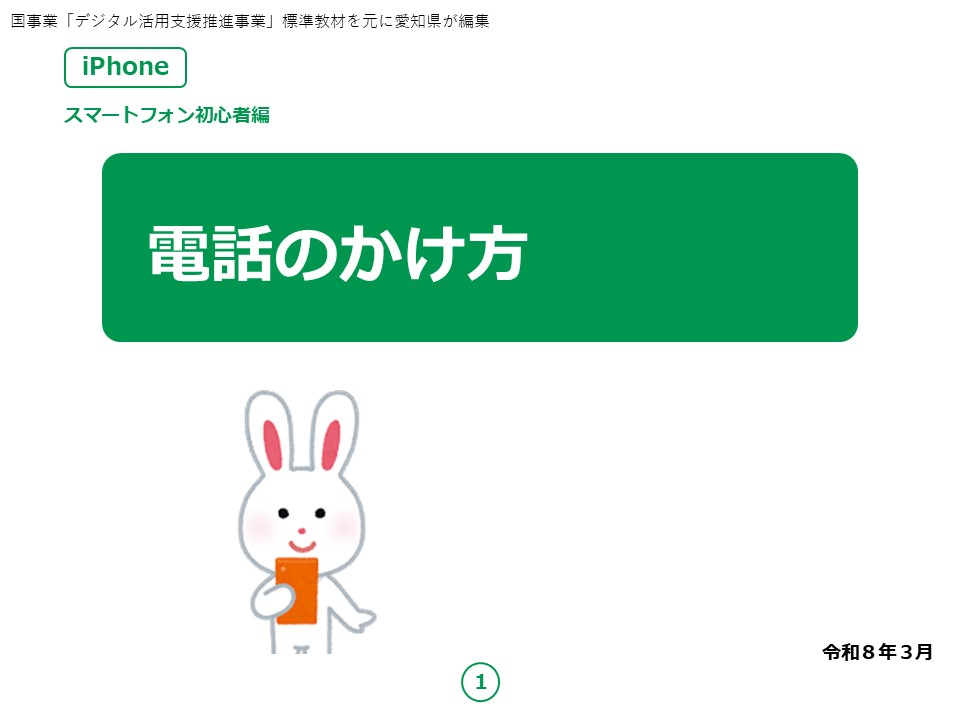 国事業「デジタル活用支援推進事業」標準教材を元に愛知県が編集
iPhone
スマートフォン初心者編
電話のかけ方
令和８年３月
1